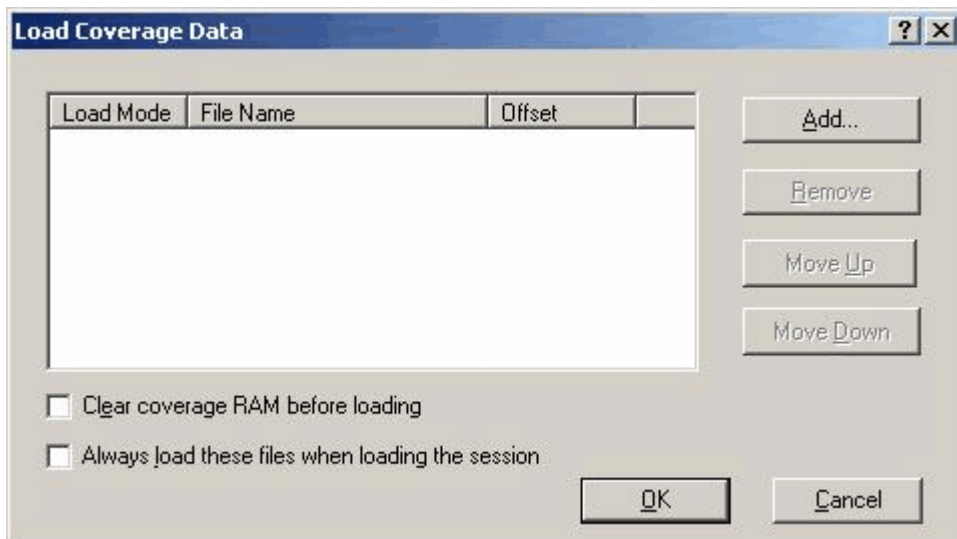 Load Coverage Data
Load Mode File Name Offset
Add...
Remove
Move Up
Move Down
Clear coverage RAM before loading
Always load these files when loading the session
OK Cancel